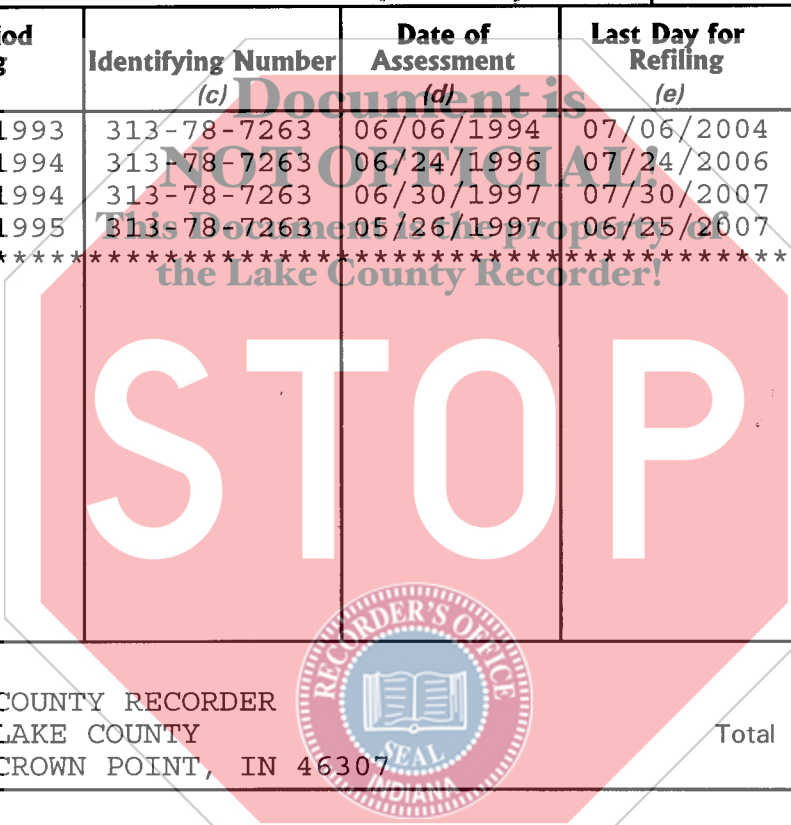 iod Date of Last Day for
g Identifying Number Assessment Refiling
(c) (d) (e)
Document is
1993 313-78-7263 06/06/1994 07/06/2004
1994 313-78-7263 06/24/1996 07/24/2006
NOT OFFICIAL!
1994 313-78-7263 06/30/1997 07/30/2007
1995 313-78-7263 05/26/1997 06/25/2007
This Document is the property of
the Lake County Recorder!
STOP
RECORDER'S OFFICE
COUNTY RECORDER
LAKE COUNTY Total
CROWN POINT, IN 46307
SEAL
INDIANA